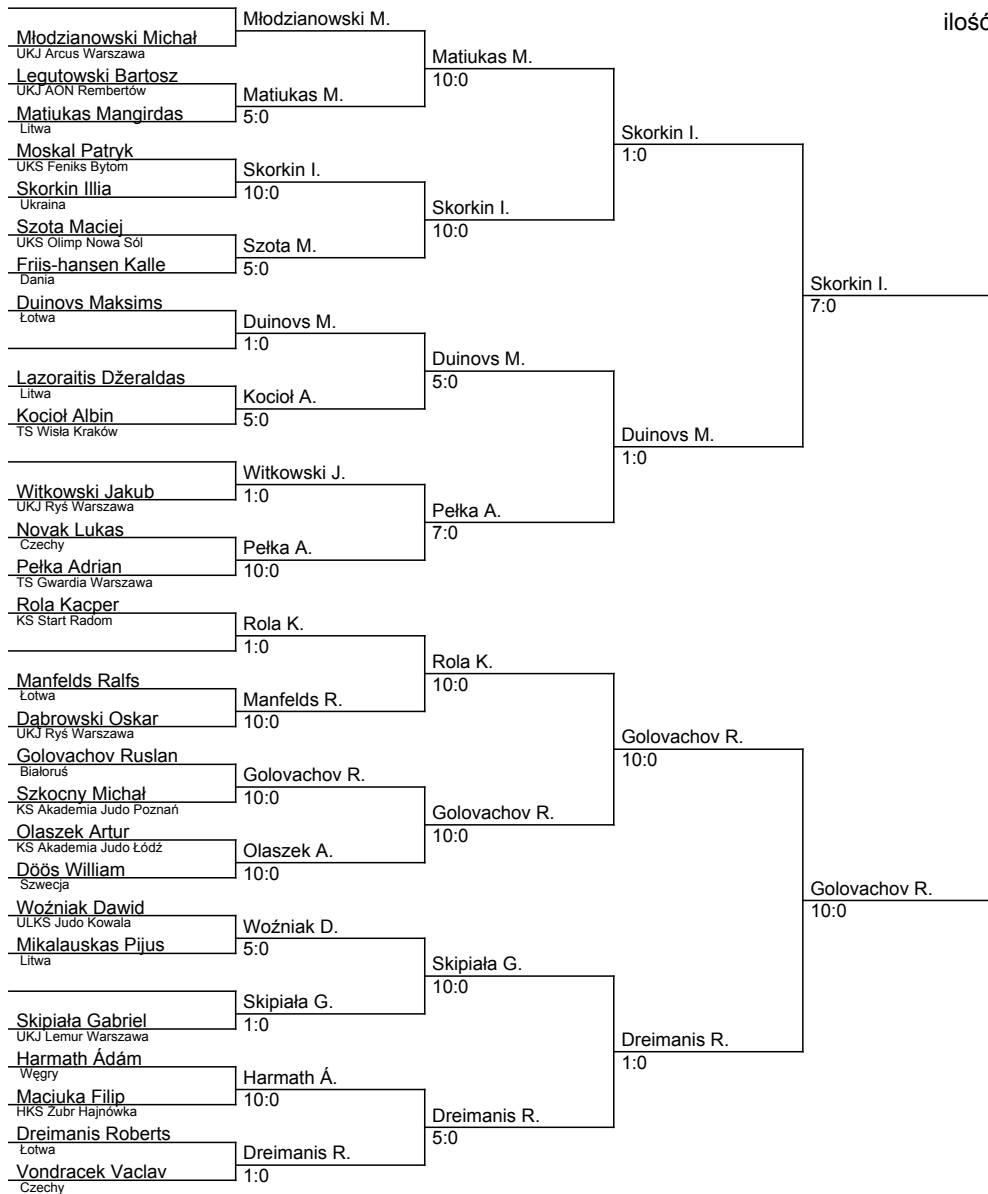 ilość
Młodzianowski Michał
UKJ Arcus Warszawa
Legutowski Bartosz
UKJ AON Rembertów
Matiukas Mangirdas
Litwa
Moskal Patryk
UKS Feniks Bytom
Skorkin Illia
Ukraina
Szota Maciej
UKS Olimp Nowa Sól
Friis-hansen Kalle
Dania
Duinovs Maksims
Łotwa
Lazoraitis Džeraldas
Litwa
Kocioł Albin
TS Wisła Kraków
Witkowski Jakub
UKJ Ryś Warszawa
Novak Lukas
Czechy
Pełka Adrian
TS Gwardia Warszawa
Rola Kacper
KS Start Radom
Manfelds Ralfs
Łotwa
Dąbrowski Oskar
UKJ Ryś Warszawa
Golovachov Ruslan
Białoruś
Szkocny Michał
KS Akademia Judo Poznań
Olaszek Artur
KS Akademia Judo Łódź
Döös William
Szwecja
Woźniak Dawid
ULKS Judo Kowala
Mikalauskas Pijus
Litwa
Skipiała Gabriel
UKJ Lemur Warszawa
Harmath Ádám
Węgry
Maciuka Filip
HKS Żubr Hajnówka
Dreimanis Roberts
Łotwa
Vondracek Vaclav
Czechy
Młodzianowski M.
Matiukas M.
5:0
Skorkin I.
10:0
Szota M.
5:0
Duinovs M.
1:0
Kocioł A.
5:0
Witkowski J.
1:0
Pełka A.
10:0
Rola K.
1:0
Manfelds R.
10:0
Golovachov R.
10:0
Olaszek A.
10:0
Woźniak D.
5:0
Skipiała G.
1:0
Harmath Á.
10:0
Dreimanis R.
1:0
Matiukas M.
10:0
Skorkin I.
10:0
Duinovs M.
5:0
Pełka A.
7:0
Rola K.
10:0
Golovachov R.
10:0
Skipiała G.
10:0
Dreimanis R.
5:0
Skorkin I.
1:0
Duinovs M.
1:0
Golovachov R.
10:0
Dreimanis R.
1:0
Skorkin I.
7:0
Golovachov R.
10:0